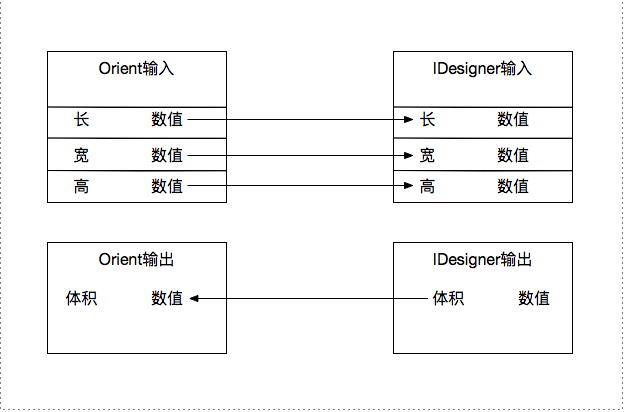 Orient输入 IDesigner输入
长 数值 长 数值
宽 数值 宽 数值
高 数值 高 数值
Orient输出 IDesigner输出
体积 数值 体积 数值